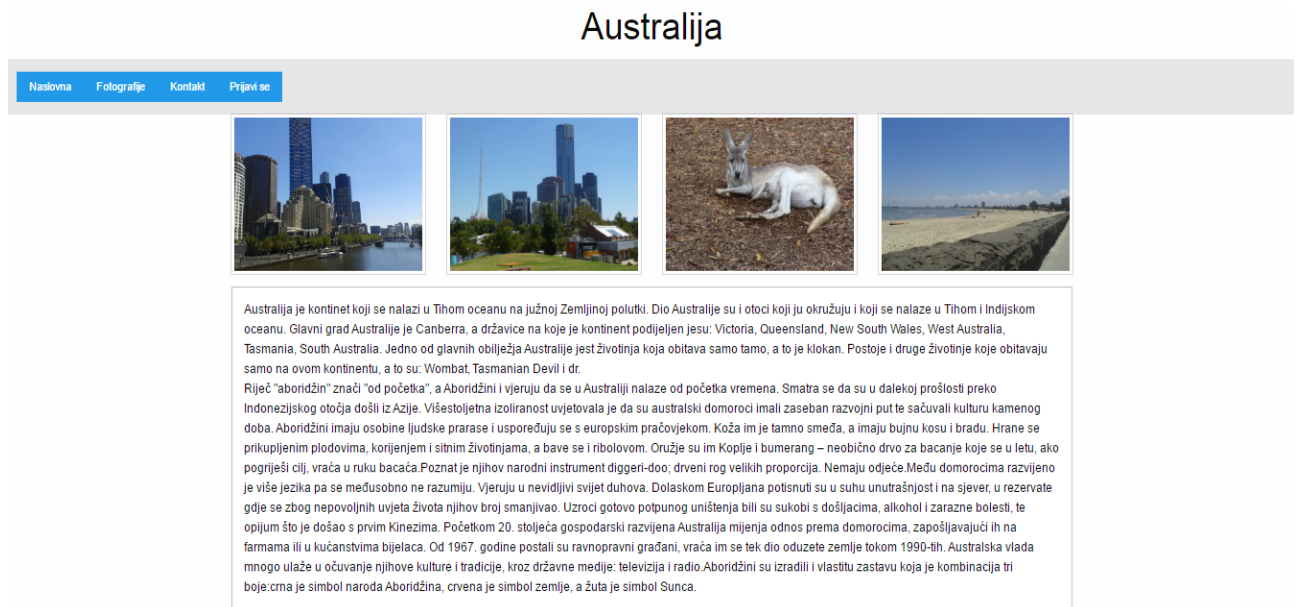 Australija
Naslovna Fotografije Kontakt Prijavi se
Australija je kontinet koji se nalazi u Tihom oceanu na južnoj Zemljinoj polutki. Dio Australije su i otoci koji ju okružuju i koji se nalaze u Tihom i Indijskom
oceanu. Glavni grad Australije je Canberra, a državice na koje je kontinent podijeljen jesu: Victoria, Queensland, New South Wales, West Australia,
Tasmania, South Australia. Jedno od glavnih obilježja Australije jest životinja koja obitava samo tamo, a to je klokan. Postoje i druge životinje koje obitavaju
samo na ovom kontinentu, a to su: Wombat, Tasmanian Devil i dr.
Riječ "aboridžin" znači "od početka", a Aboridžini i vjeruju da se u Australiji nalaze od početka vremena. Smatra se da su u dalekoj prošlosti preko
Indonezijskog otočja došli iz Azije. Višestoljetna izoliranost uvjetovala je da su australski domoroci imali zaseban razvojni put te sačuvali kulturu kamenog
doba. Aboridžini imaju osobine ljudske prarase i uspoređuju se s europskim pračovjekom. Koža im je tamno smeđa, a imaju bujnu kosu i bradu. Hrane se
prikupljenim plodovima, korijenjem i sitnim životinjama, a bave se i ribolovom. Oružje su im Koplje i bumerang – neobično drvo za bacanje koje se u letu, ako
pogriješi cilj, vraća u ruku bacača.Poznat je njihov narodni instrument diggeri-doo; drveni rog velikih proporcija. Nemaju odjeće.Među domorocima razvijeno
je više jezika pa se međusobno ne razumiju. Vjeruju u nevidljivi svijet duhova. Dolaskom Europljana potisnuti su u suhu unutrašnjost i na sjever, u rezervate
gdje se zbog nepovoljnih uvjeta života njihov broj smanjivao. Uzroci gotovo potpunog uništenja bili su sukobi s došljacima, alkohol i zarazne bolesti, te
opijum što je došao s prvim Kinezima. Početkom 20. stoljeća gospodarski razvijena Australija mijenja odnos prema domorocima, zapošljavajući ih na
farmama ili u kućanstvima bijelaca. Od 1967. godine postali su ravnopravni građani, vraća im se tek dio oduzete zemlje tokom 1990-tih. Australska vlada
mnogo ulaže u očuvanje njihove kulture i tradicije, kroz državne medije: televizija i radio.Aboridžini su izradili i vlastitu zastavu koja je kombinacija tri
boje:crna je simbol naroda Aboridžina, crvena je simbol zemlje, a žuta je simbol Sunca.